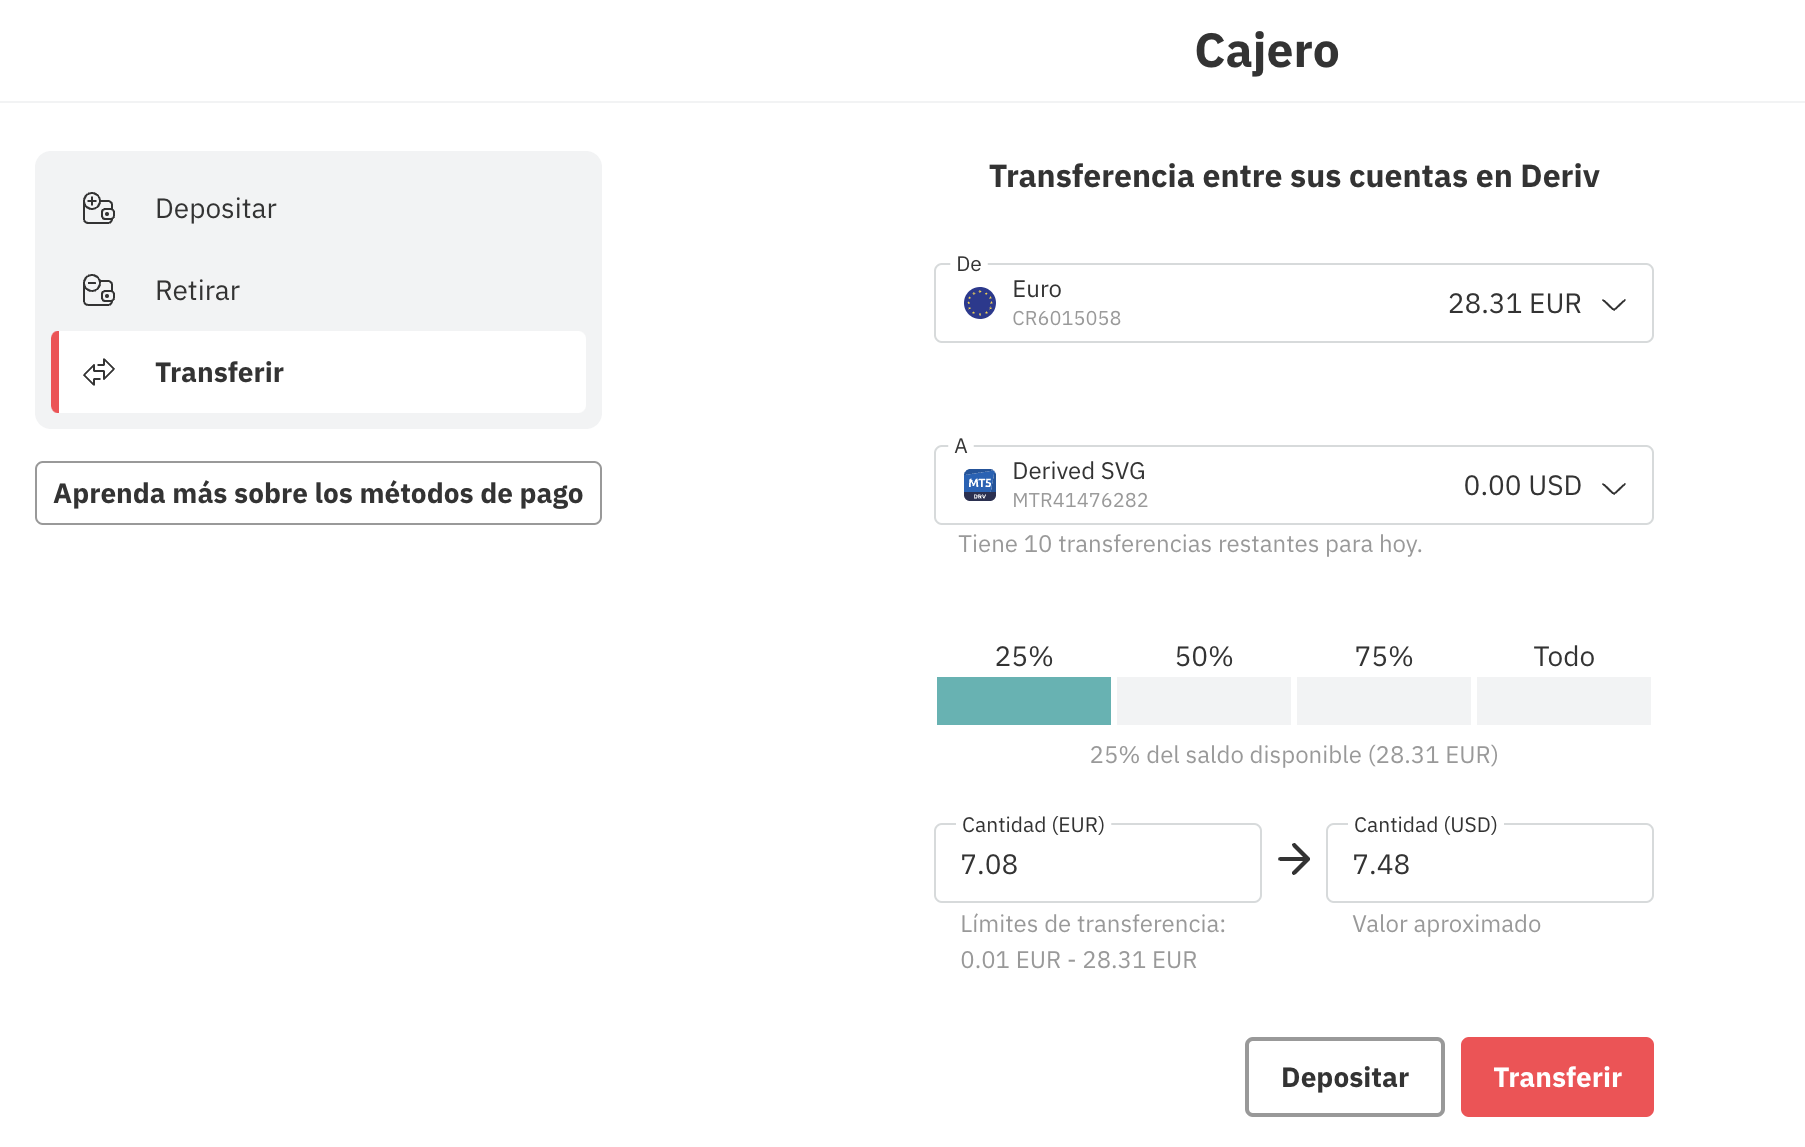 Cajero
Depositar
Retirar
Transferir
Aprenda más sobre los métodos de pago
Transferencia entre sus cuentas en Deriv
De
Euro
CR6015058
28.31 EUR
A
MT5
DRV
Derived SVG
MTR41476282
0.00 USD
Tiene 10 transferencias restantes para hoy.
25% 50% 75% Todo
25% del saldo disponible (28.31 EUR)
Cantidad (EUR)
7.08
Límites de transferencia:
0.01 EUR - 28.31 EUR
Cantidad (USD)
7.48
Valor aproximado
Depositar
Transferir